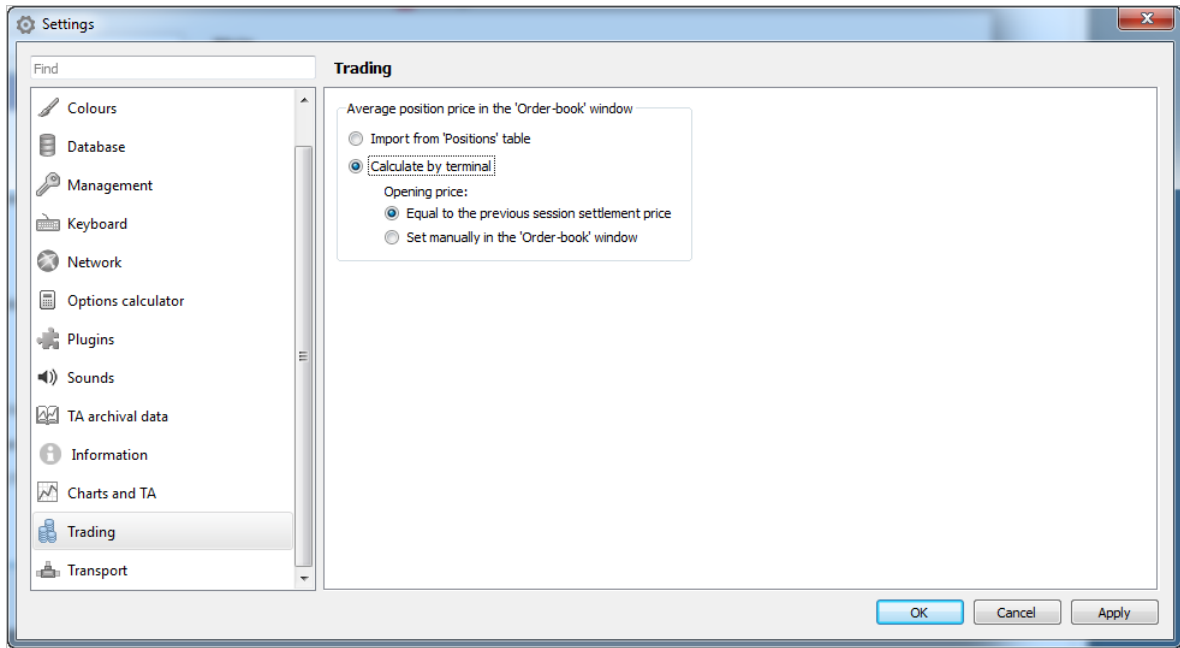 Settings
Find
Colours
Database
Management
Keyboard
Network
Options calculator
Plugins
Sounds
TA archival data
Information
Charts and TA
Trading
Transport
Trading
Average position price in the 'Order-book' window
Import from 'Positions' table
Calculate by terminal
Opening price:
Equal to the previous session settlement price
Set manually in the 'Order-book' window
OK
Cancel
Apply